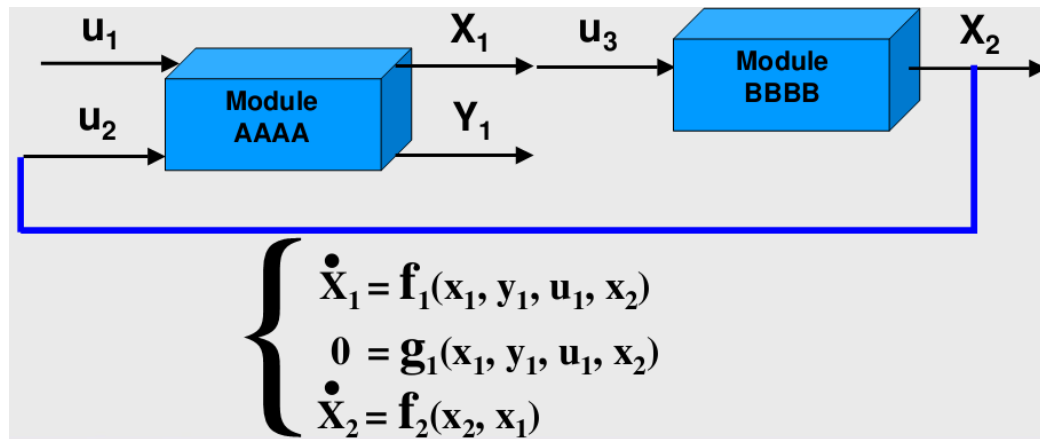 u₁ X₁ u₃ X₂
Module
AAAA
Module
BBBB
u₂ Y₁
Ẋ₁ = f₁(x₁, y₁, u₁, x₂)
0 = g₁(x₁, y₁, u₁, x₂)
Ẋ₂ = f₂(x₂, x₁)